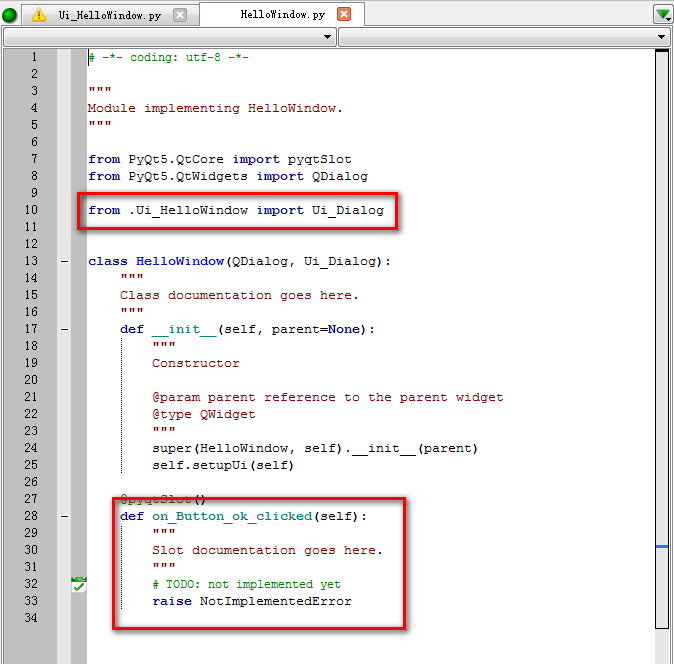 Ui_HelloWindow.py
HelloWindow.py
1 # -*- coding: utf-8 -*-
2
3 """
4 Module implementing HelloWindow.
5 """
6
7 from PyQt5.QtCore import pyqtSlot
8 from PyQt5.QtWidgets import QDialog
9
10 from .Ui_HelloWindow import Ui_Dialog
11
12
13 class HelloWindow(QDialog, Ui_Dialog):
14 """
15 Class documentation goes here.
16 """
17 def __init__(self, parent=None):
18 """
19 Constructor
20
21 @param parent reference to the parent widget
22 @type QWidget
23 """
24 super(HelloWindow, self).__init__(parent)
25 self.setupUi(self)
26
27 @pyqtSlot()
28 def on_Button_ok_clicked(self):
29 """
30 Slot documentation goes here.
31 """
32 # TODO: not implemented yet
33 raise NotImplementedError
34